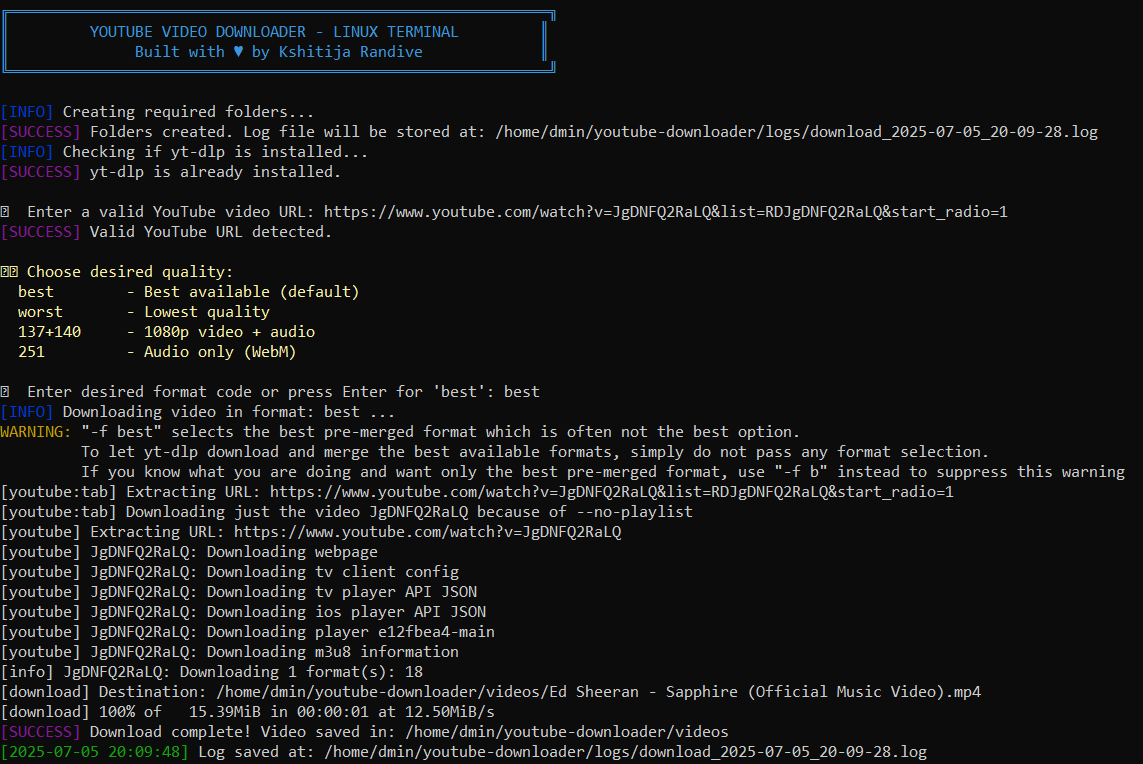 YOUTUBE VIDEO DOWNLOADER - LINUX TERMINAL
Built with ♥ by Kshitija Randive
[INFO] Creating required folders...
[SUCCESS] Folders created. Log file will be stored at: /home/dmin/youtube-downloader/logs/download_2025-07-05_20-09-28.log
[INFO] Checking if yt-dlp is installed...
[SUCCESS] yt-dlp is already installed.
Enter a valid YouTube video URL: https://www.youtube.com/watch?v=JgDNFQ2RaLQ&list=RDJgDNFQ2RaLQ&start_radio=1
[SUCCESS] Valid YouTube URL detected.
Choose desired quality:
best - Best available (default)
worst - Lowest quality
137+140 - 1080p video + audio
251 - Audio only (WebM)
Enter desired format code or press Enter for 'best': best
[INFO] Downloading video in format: best ...
WARNING: "-f best" selects the best pre-merged format which is often not the best option.
To let yt-dlp download and merge the best available formats, simply do not pass any format selection.
If you know what you are doing and want only the best pre-merged format, use "-f b" instead to suppress this warning
[youtube:tab] Extracting URL: https://www.youtube.com/watch?v=JgDNFQ2RaLQ&list=RDJgDNFQ2RaLQ&start_radio=1
[youtube:tab] Downloading just the video JgDNFQ2RaLQ because of --no-playlist
[youtube] Extracting URL: https://www.youtube.com/watch?v=JgDNFQ2RaLQ
[youtube] JgDNFQ2RaLQ: Downloading webpage
[youtube] JgDNFQ2RaLQ: Downloading tv client config
[youtube] JgDNFQ2RaLQ: Downloading tv player API JSON
[youtube] JgDNFQ2RaLQ: Downloading ios player API JSON
[youtube] JgDNFQ2RaLQ: Downloading player e12fbea4-main
[youtube] JgDNFQ2RaLQ: Downloading m3u8 information
[info] JgDNFQ2RaLQ: Downloading 1 format(s): 18
[download] Destination: /home/dmin/youtube-downloader/videos/Ed Sheeran - Sapphire (Official Music Video).mp4
[download] 100% of   15.39MiB in 00:00:01 at 12.50MiB/s
[SUCCESS] Download complete! Video saved in: /home/dmin/youtube-downloader/videos
[2025-07-05 20:09:48] Log saved at: /home/dmin/youtube-downloader/logs/download_2025-07-05_20-09-28.log